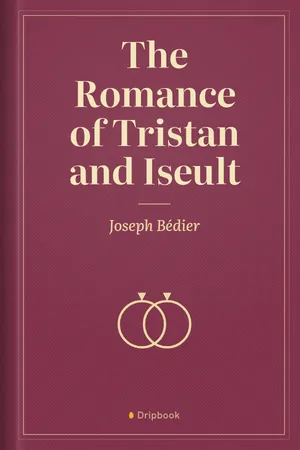 The
Romance
of Tristan
and Iseult
Joseph Bédier
Dripbook